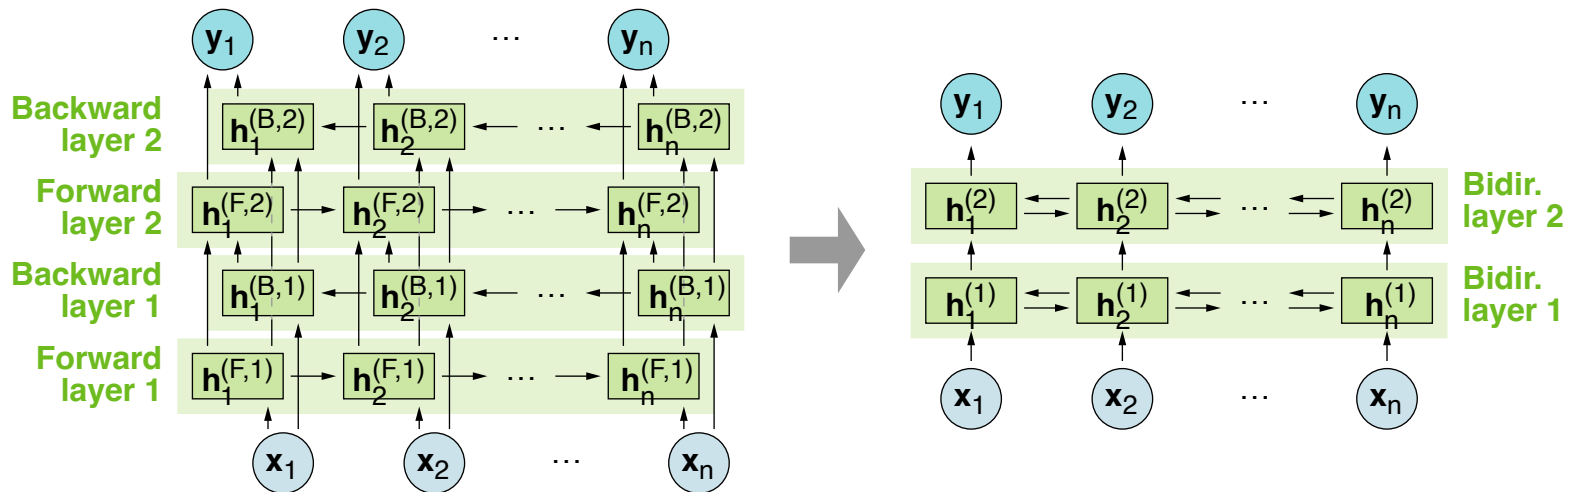 y1 y2 ... yn
Backward
layer 2
h1(B,2) h2(B,2) ... hn(B,2)
Forward
layer 2
h1(F,2) h2(F,2) ... hn(F,2)
Backward
layer 1
h1(B,1) h2(B,1) ... hn(B,1)
Forward
layer 1
h1(F,1) h2(F,1) ... hn(F,1)
x1 x2 ... xn
y1 y2 ... yn
h1(2) h2(2) ... hn(2)
Bidir.
layer 2
h1(1) h2(1) ... hn(1)
Bidir.
layer 1
x1 x2 ... xn